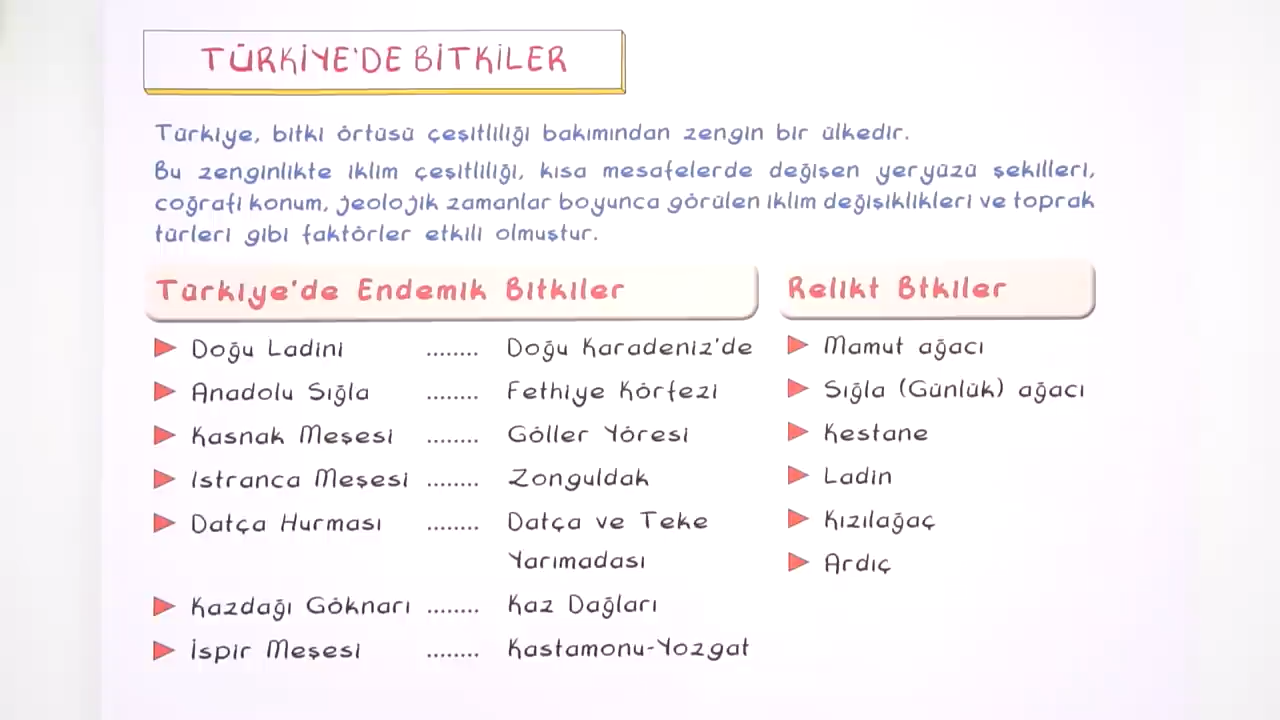 TÜRKİYE'DE BİTKİLER
Türkiye, bitki örtüsü çeşitliliği bakımından zengin bir ülkedir.
Bu zenginlikte iklim çeşitliliği, kısa mesafelerde değişen yeryüzü şekilleri,
coğrafi konum, jeolojik zamanlar boyunca görülen iklim değişiklikleri ve toprak
türleri gibi faktörler etkili olmuştur.
Türkiye'de Endemik Bitkiler
Doğu Ladini ........ Doğu Karadeniz'de
Anadolu Sığla ........ Fethiye Körfezi
Kasnak Meşesi ........ Göller Yöresi
Istranca Meşesi ........ Zonguldak
Datça Hurması ........ Datça ve Teke
Yarımadası
Kazdağı Göknarı ........ Kaz Dağları
İspir Meşesi ........ Kastamonu-Yozgat
Relikt Btkiler
Mamut ağacı
Sığla (Günlük) ağacı
Kestane
Ladin
Kızılağaç
Ardıç